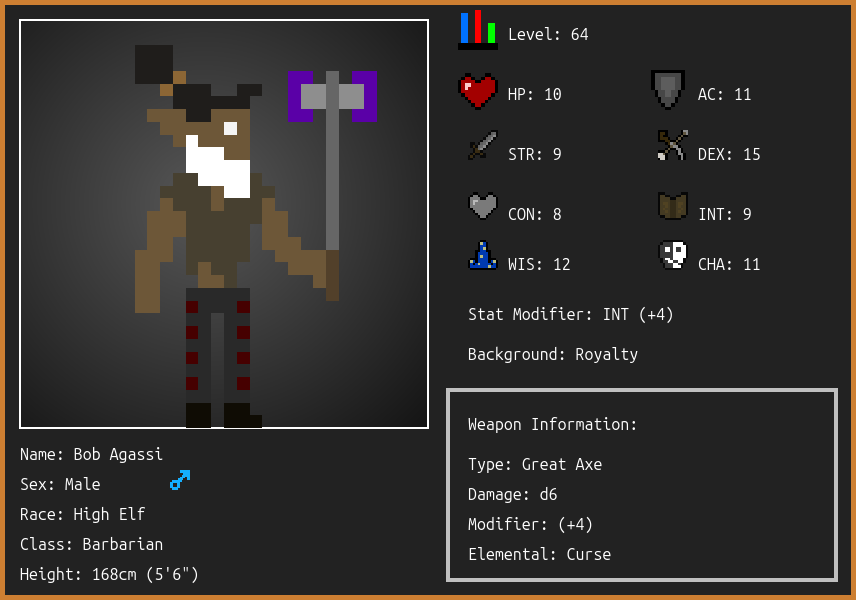 Level: 64
HP: 10
AC: 11
STR: 9
DEX: 15
CON: 8
INT: 9
WIS: 12
CHA: 11
Stat Modifier: INT (+4)
Background: Royalty
Weapon Information:
Type: Great Axe
Damage: d6
Modifier: (+4)
Elemental: Curse
Name: Bob Agassi
Sex: Male
Race: High Elf
Class: Barbarian
Height: 168cm (5'6")